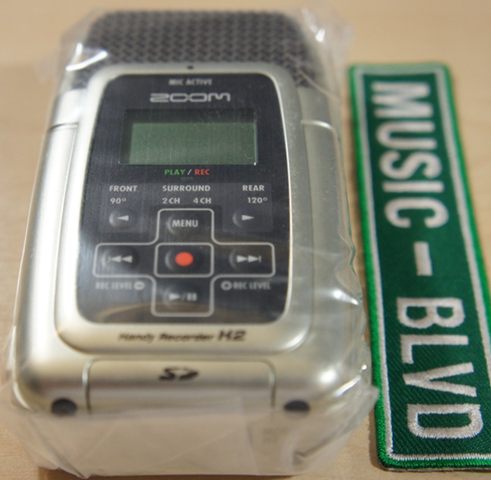 MIC ACTIVE
ZOOM
PLAY / REC
FRONT SURROUND REAR
90° 2CH 4CH 120°
MENU
REC LEVEL REC LEVEL
Handy Recorder H2
SD
MUSIC-BLVD